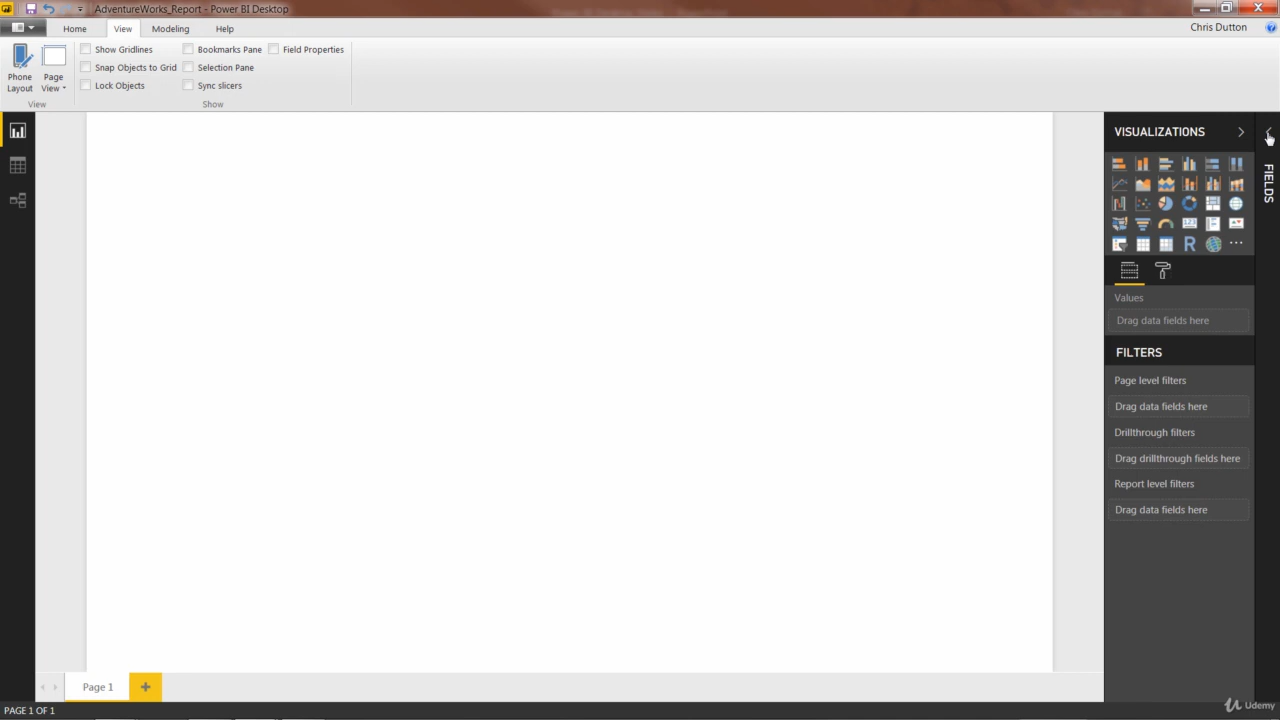 AdventureWorks_Report - Power BI Desktop
Home View Modeling Help
Chris Dutton
Show Gridlines Bookmarks Pane Field Properties
Snap Objects to Grid Selection Pane
Lock Objects Sync slicers
Phone Layout
Page View
View Show
VISUALIZATIONS
FIELDS
R
Values
Drag data fields here
FILTERS
Page level filters
Drag data fields here
Drillthrough filters
Drag drillthrough fields here
Report level filters
Drag data fields here
Page 1
PAGE 1 OF 1
Udemy